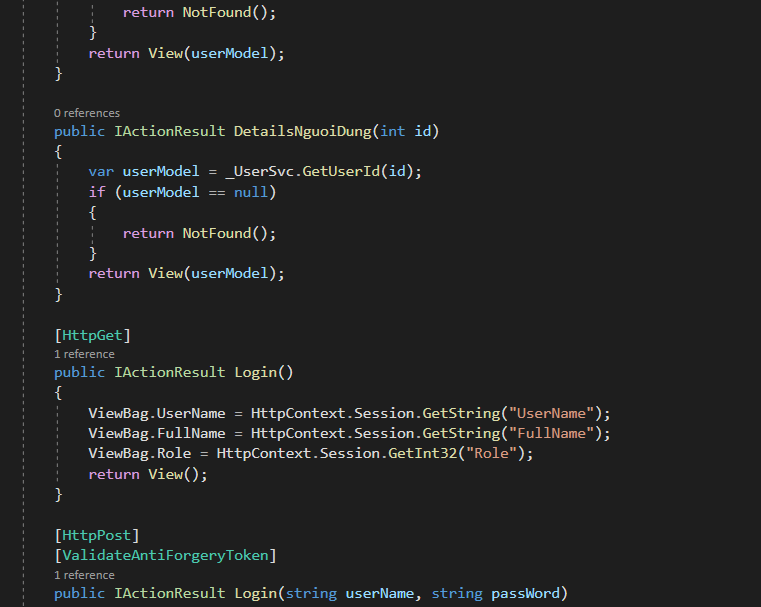 return NotFound();
}
return View(userModel);
}
0 references
public IActionResult DetailsNguoiDung(int id)
{
var userModel = _UserSvc.GetUserId(id);
if (userModel == null)
{
return NotFound();
}
return View(userModel);
}
[HttpGet]
1 reference
public IActionResult Login()
{
ViewBag.UserName = HttpContext.Session.GetString("UserName");
ViewBag.FullName = HttpContext.Session.GetString("FullName");
ViewBag.Role = HttpContext.Session.GetInt32("Role");
return View();
}
[HttpPost]
[ValidateAntiForgeryToken]
1 reference
public IActionResult Login(string userName, string passWord)